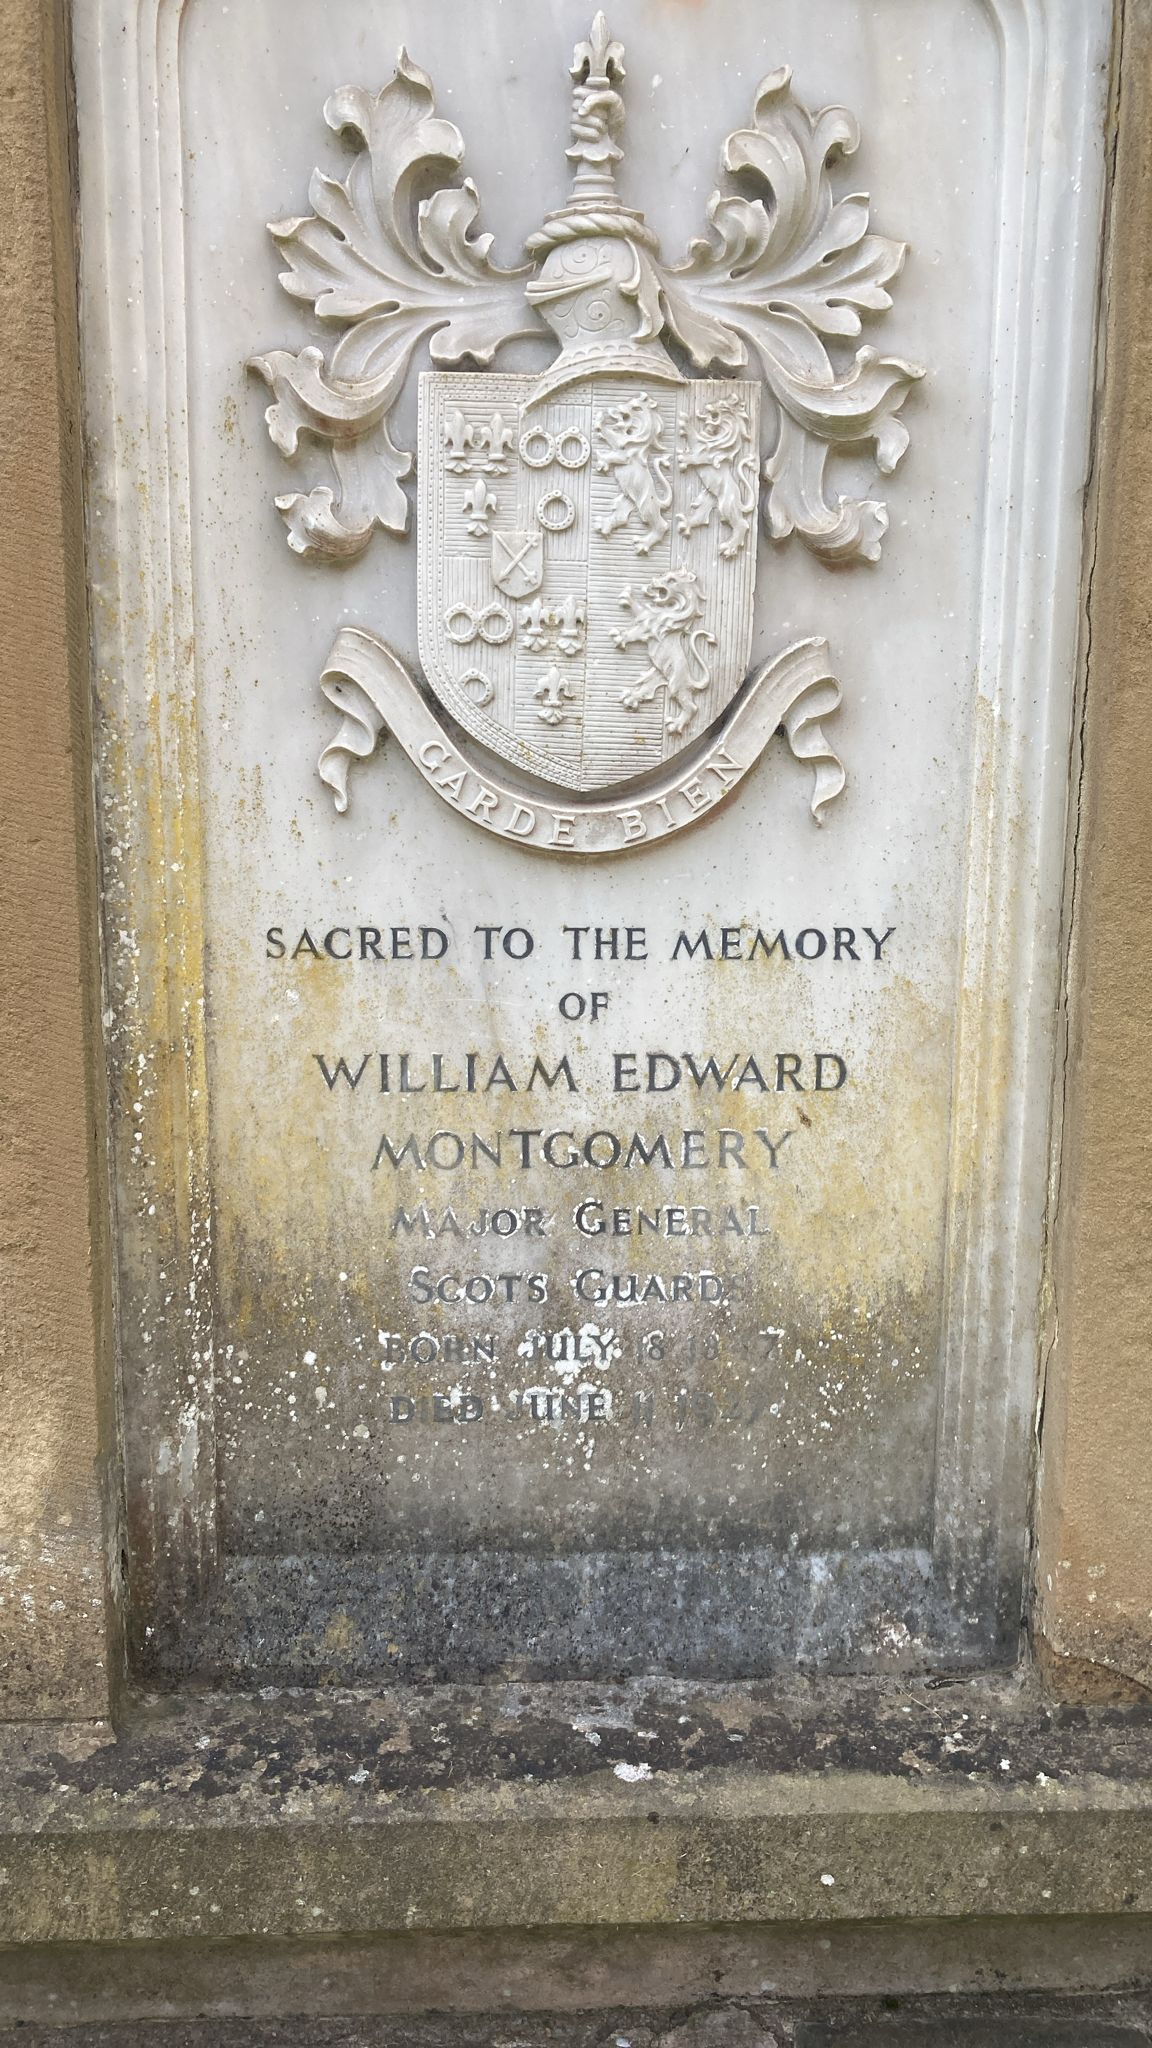 GARDE BIEN
SACRED TO THE MEMORY
OF
WILLIAM EDWARD
MONTGOMERY
MAJOR GENERAL
SCOTS GUARDS
BORN JULY 18
DIED JUNE 11 1927